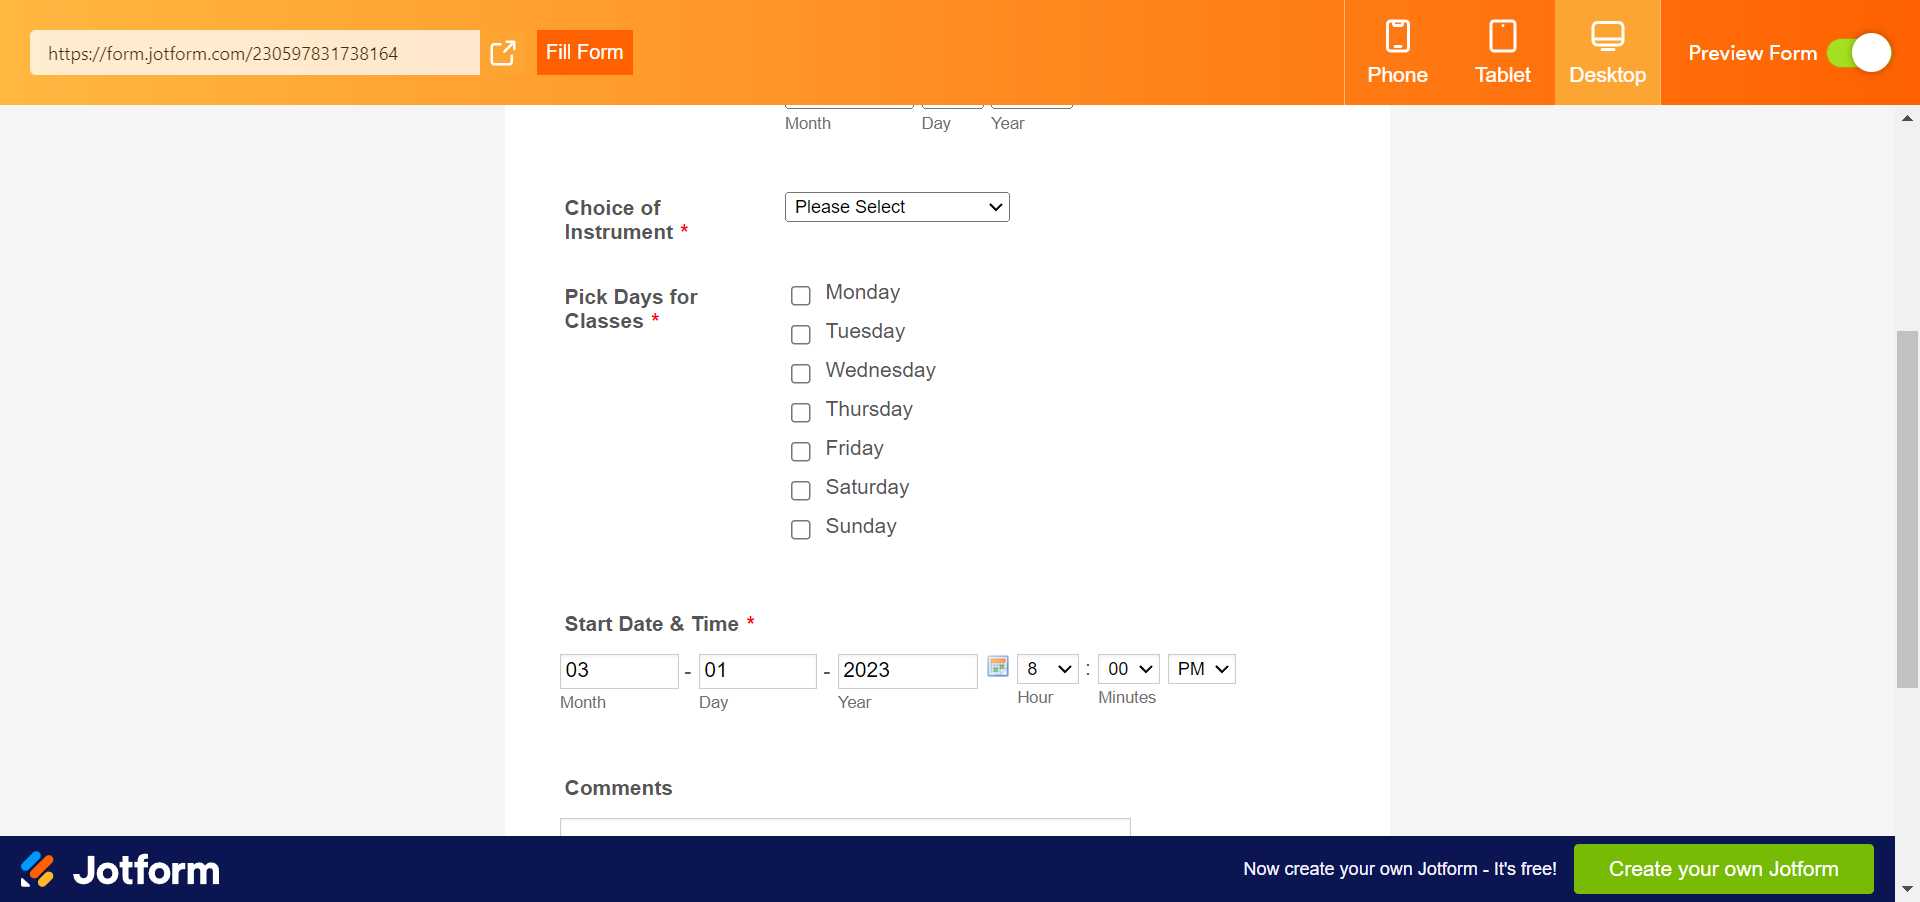 https://form.jotform.com/230597831738164
Fill Form
Phone
Tablet
Desktop
Preview Form
Month Day Year
Choice of
Instrument *
Please Select
Pick Days for
Classes *
Monday
Tuesday
Wednesday
Thursday
Friday
Saturday
Sunday
Start Date & Time *
03 - 01 - 2023 8 : 00 PM
Month Day Year Hour Minutes
Comments
Jotform
Now create your own Jotform - It's free!
Create your own Jotform